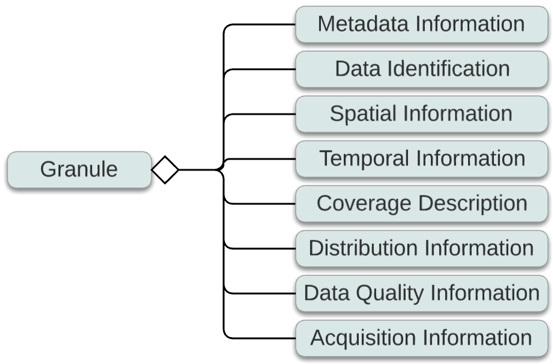 Granule
Metadata Information
Data Identification
Spatial Information
Temporal Information
Coverage Description
Distribution Information
Data Quality Information
Acquisition Information